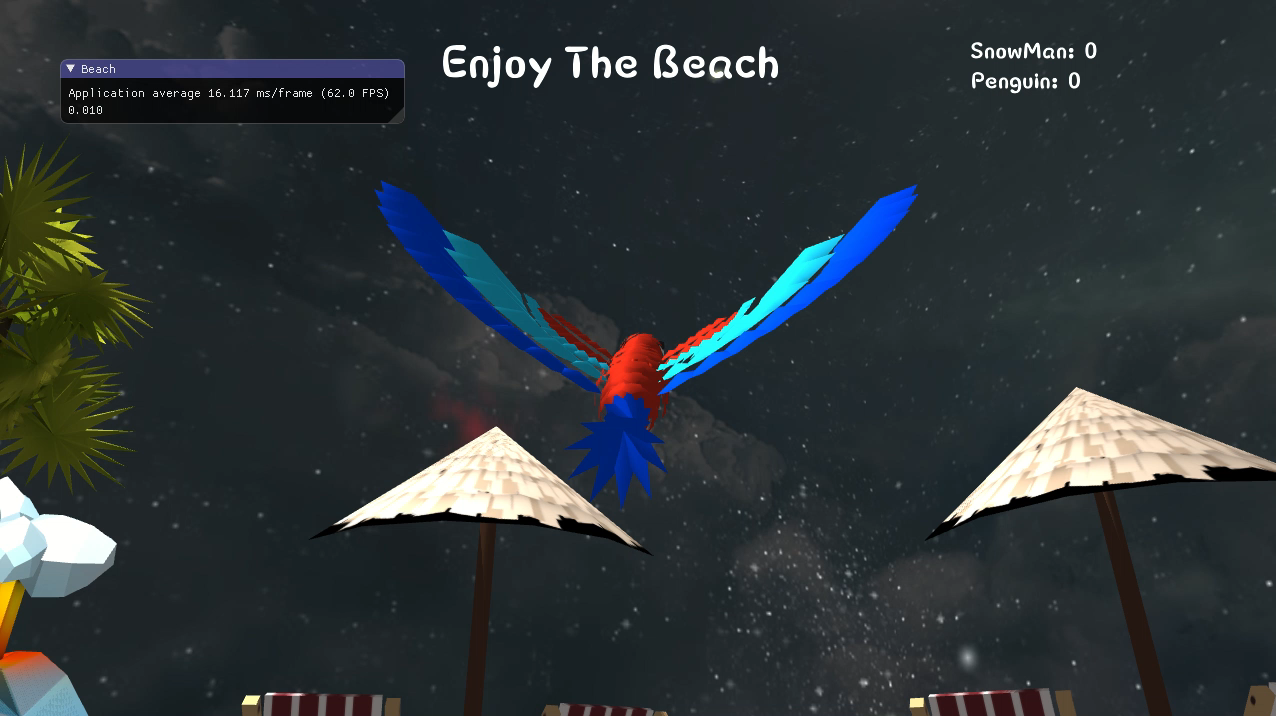 Enjoy The Beach
SnowMan: 0
Penguin: 0
Beach
Application average 16.117 ms/frame (62.0 FPS)
0.010